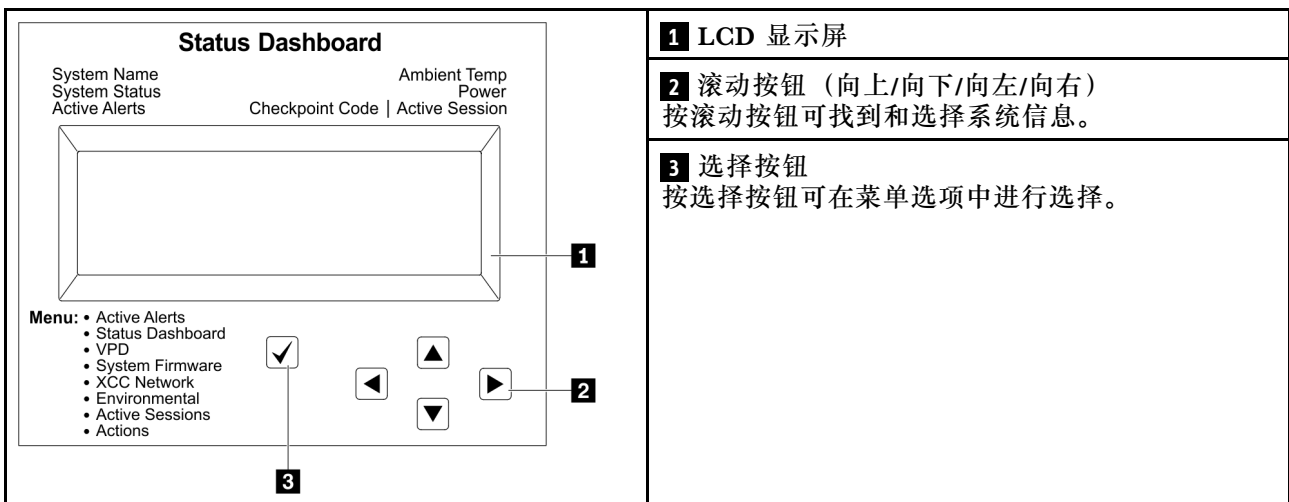 Status Dashboard
System Name
System Status
Active Alerts
Ambient Temp
Power
Checkpoint Code | Active Session
1
Menu: • Active Alerts
• Status Dashboard
• VPD
• System Firmware
• XCC Network
• Environmental
• Active Sessions
• Actions
2
3
1 LCD 显示屏
2 滚动按钮（向上/向下/向左/向右）
按滚动按钮可找到和选择系统信息。
3 选择按钮
按选择按钮可在菜单选项中进行选择。